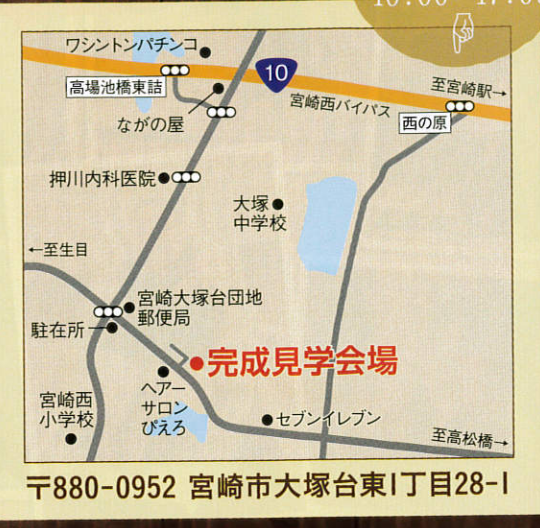 10:00 - 17:00
ワシントンパチンコ
高場池橋東詰
10
至宮崎駅→
宮崎西バイパス
西の原
ながの屋
押川内科医院
大塚
中学校
←至生目
宮崎大塚台団地
郵便局
駐在所
完成見学会場
ヘアー
サロン
ぴえろ
宮崎西
小学校
セブンイレブン
至高松橋→
〒880-0952 宮崎市大塚台東1丁目28-1